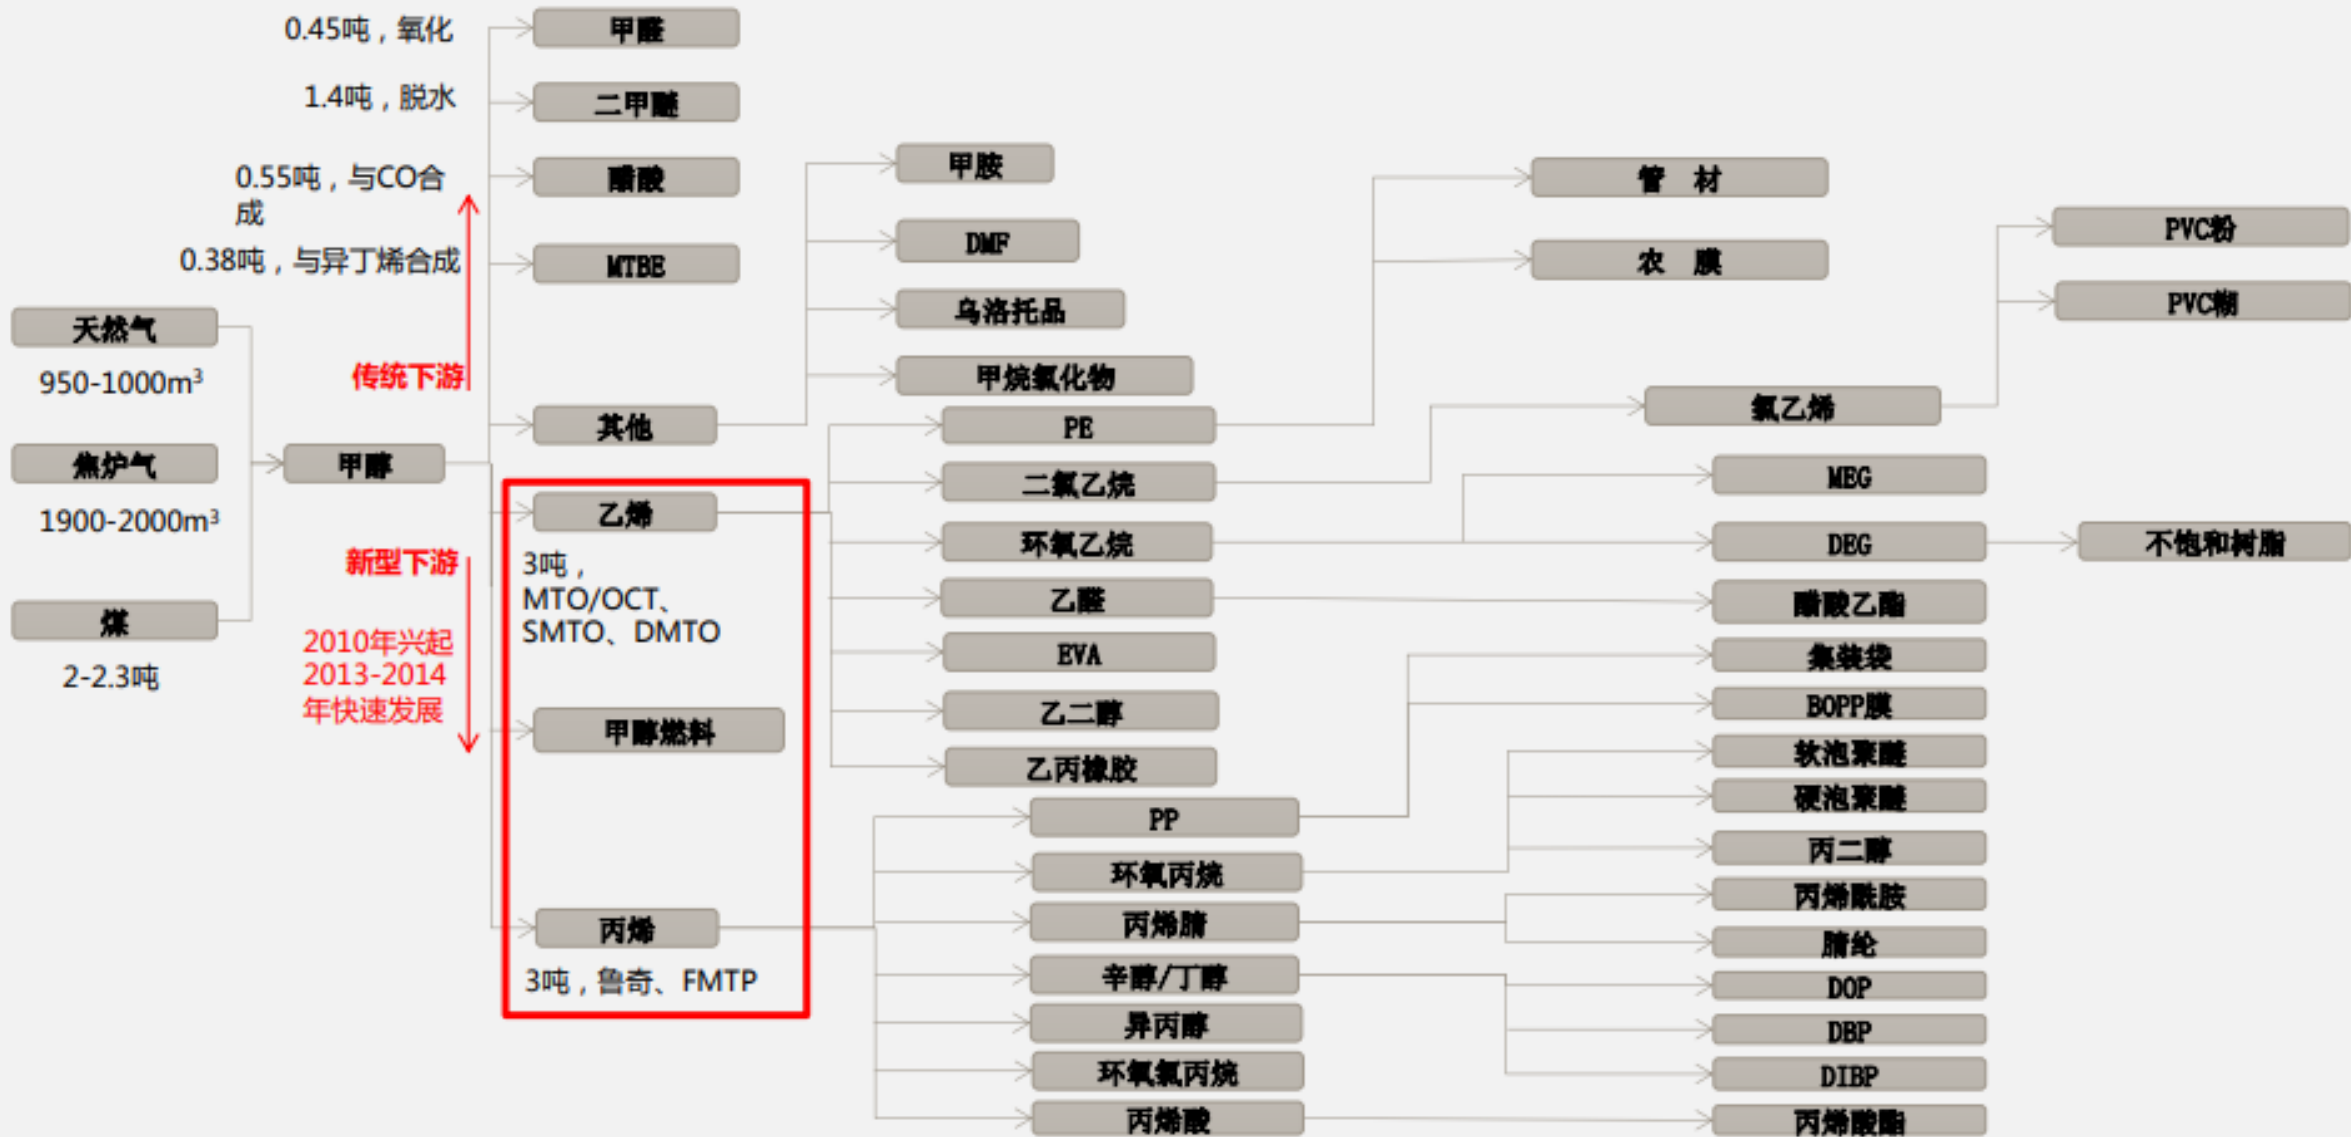 0.45吨，氧化
甲醛
1.4吨，脱水
二甲醚
0.55吨，与CO合
成
醋酸
0.38吨，与异丁烯合成
MTBE
天然气
950-1000m³
焦炉气
1900-2000m³
煤
2-2.3吨
甲醇
传统下游
新型下游
2010年兴起
2013-2014
年快速发展
其他
乙烯
3吨，
MTO/OCT、
SMTO、DMTO
甲醇燃料
丙烯
3吨，鲁奇、FMTP
甲胺
DMF
乌洛托品
甲烷氯化物
PE
二氯乙烷
环氧乙烷
乙醛
EVA
乙二醇
乙丙橡胶
PP
环氧丙烷
丙烯腈
辛醇/丁醇
异丙醇
环氧氯丙烷
丙烯酸
管 材
农 膜
氯乙烯
MEG
DEG
醋酸乙酯
集装袋
BOPP膜
软泡聚醚
硬泡聚醚
丙二醇
丙烯酰胺
腈纶
DOP
DBP
DIBP
丙烯酸酯
PVC粉
PVC糊
不饱和树脂